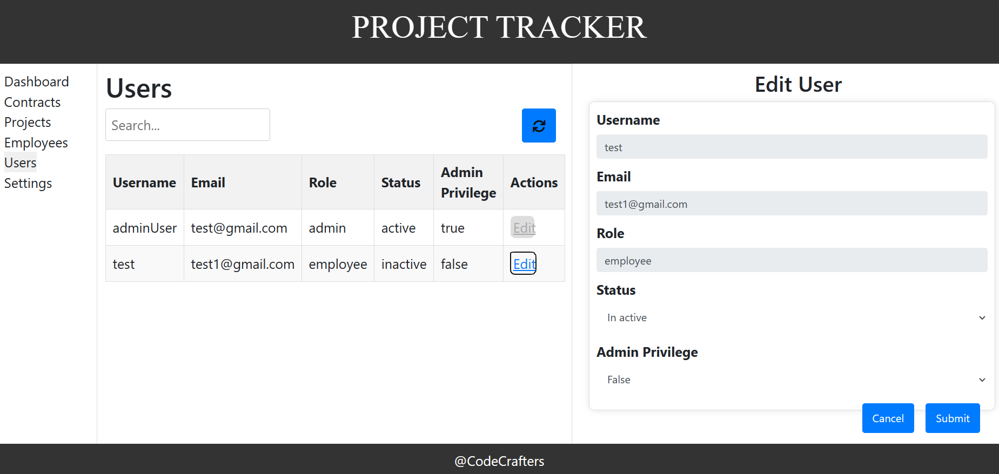 PROJECT TRACKER
Dashboard
Contracts
Projects
Employees
Users
Settings
Users
Search...
Username Email Role Status Admin Privilege Actions
adminUser test@gmail.com admin active true Edit
test test1@gmail.com employee inactive false Edit
Edit User
Username
test
Email
test1@gmail.com
Role
employee
Status
In active
Admin Privilege
False
Cancel Submit
@CodeCrafters